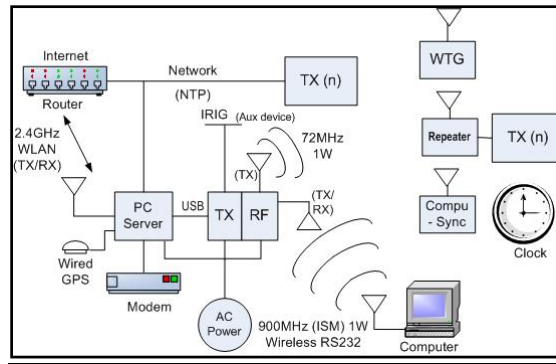 Internet
Router
Network
(NTP)
TX (n)
WTG
2.4GHz
WLAN
(TX/RX)
IRIG
(Aux device)
72MHz
1W
(TX)
Repeater
TX (n)
PC
Server
USB
TX
RF
(TX/
RX)
Compu
- Sync
Clock
Wired
GPS
Modem
AC
Power
900MHz (ISM) 1W
Wireless RS232
Computer